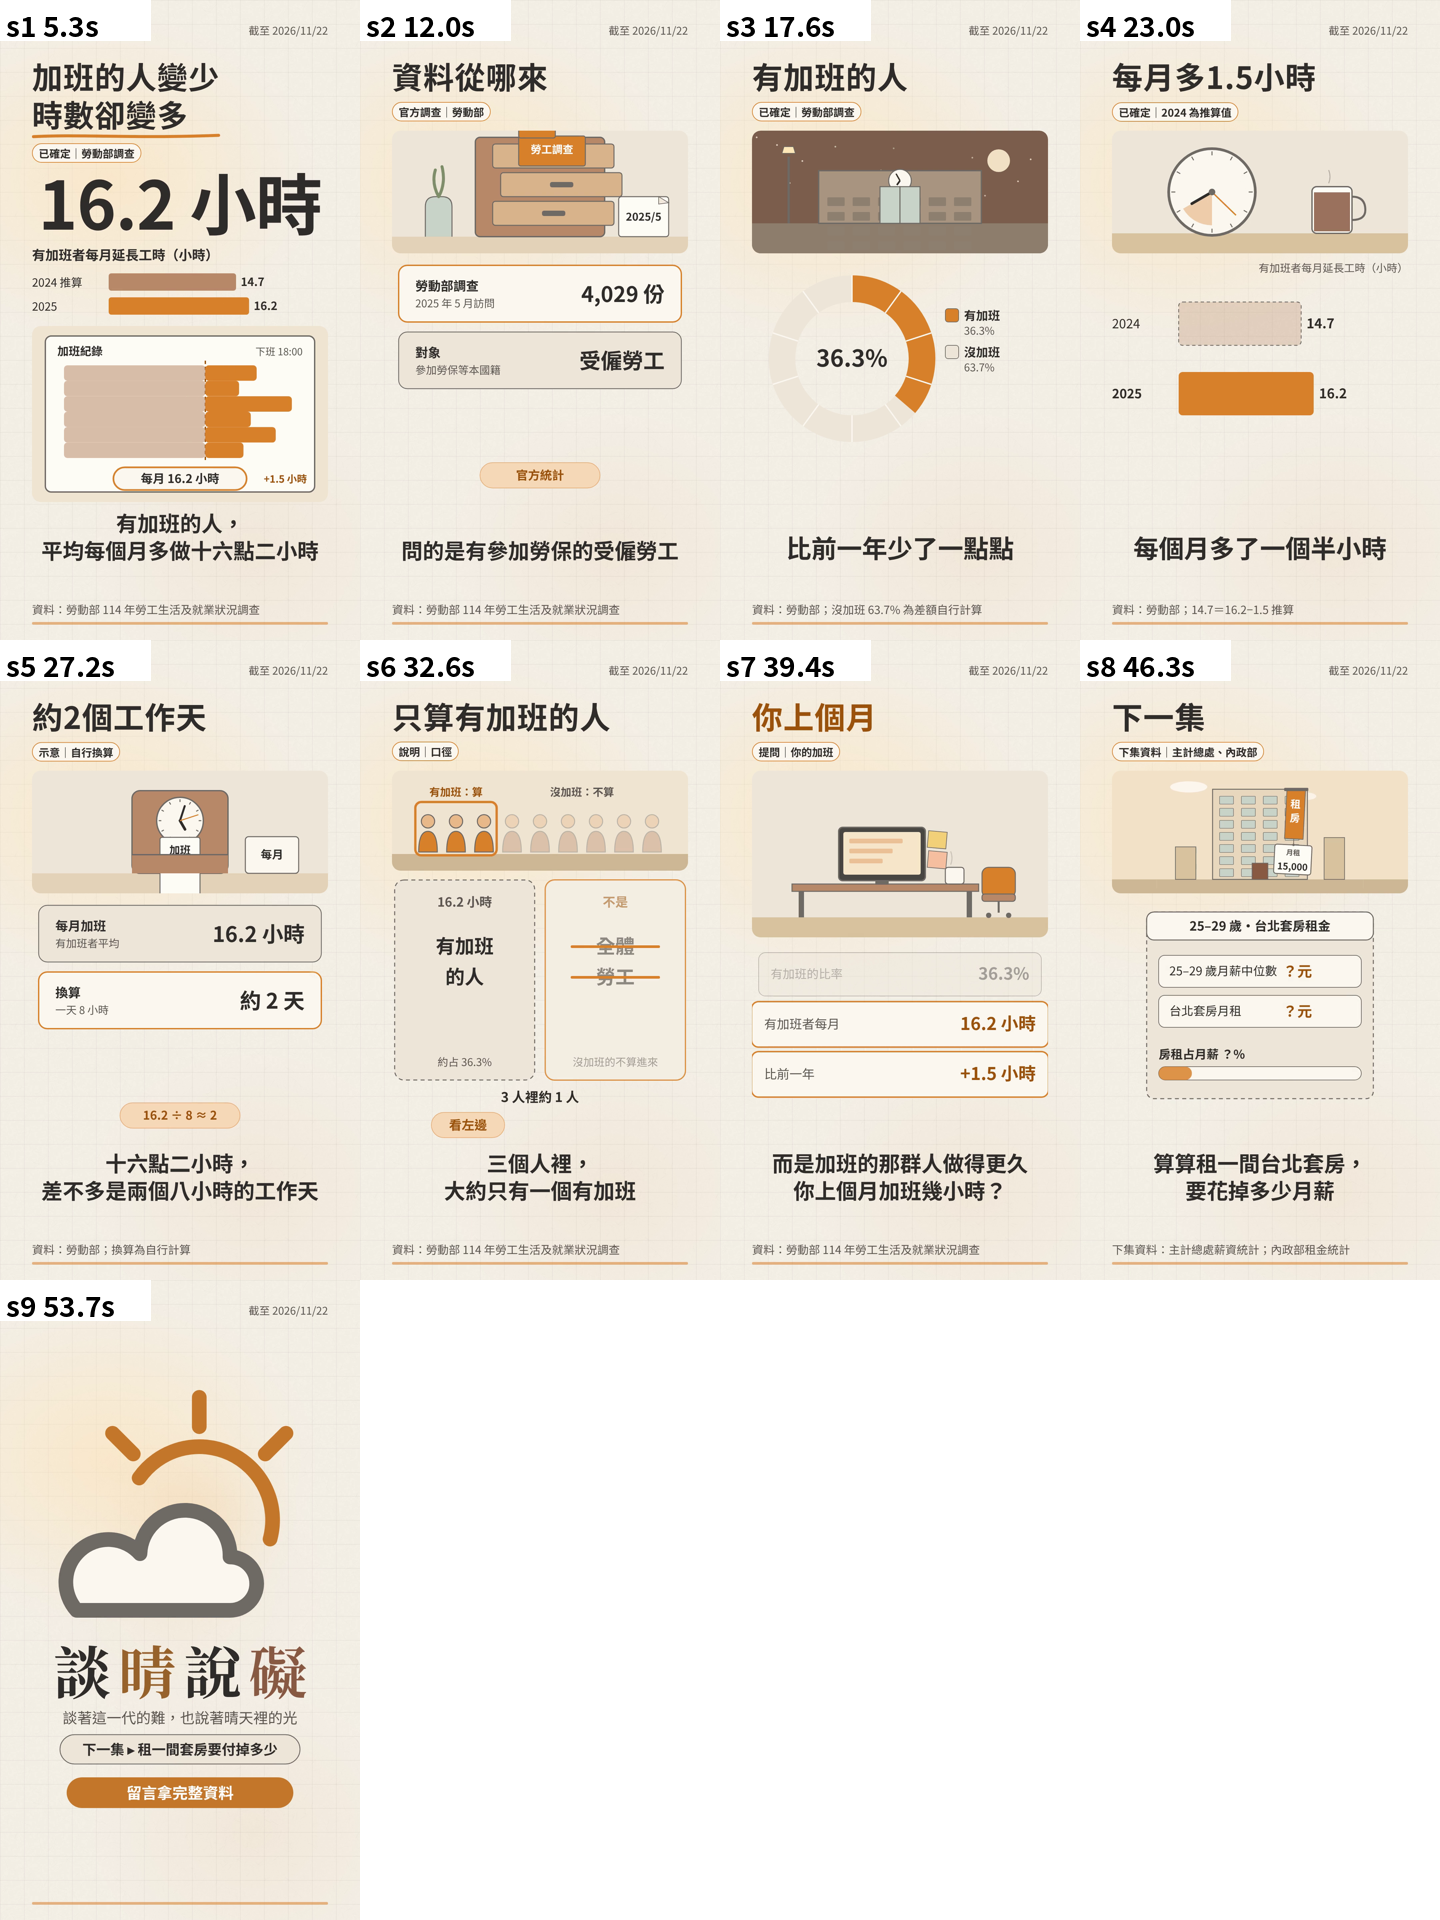 s1 5.3s
截至 2026/11/22
加班的人變少
時數卻變多
已確定｜勞動部調查
16.2 小時
有加班者每月延長工時（小時）
2024 推算 14.7
2025 16.2
加班紀錄 下班 18:00
每月 16.2 小時 +1.5 小時
有加班的人，
平均每個月多做十六點二小時
資料：勞動部 114 年勞工生活及就業狀況調查
s2 12.0s
截至 2026/11/22
資料從哪來
官方調查｜勞動部
勞工調查
2025/5
勞動部調查
2025 年 5 月訪問
4,029 份
對象
參加勞保等本國籍
受僱勞工
官方統計
問的是有參加勞保的受僱勞工
資料：勞動部 114 年勞工生活及就業狀況調查
s3 17.6s
截至 2026/11/22
有加班的人
已確定｜勞動部調查
36.3%
有加班
36.3%
沒加班
63.7%
比前一年少了一點點
資料：勞動部；沒加班 63.7% 為差額自行計算
s4 23.0s
截至 2026/11/22
每月多1.5小時
已確定｜2024 為推算值
有加班者每月延長工時（小時）
2024 14.7
2025 16.2
每個月多了一個半小時
資料：勞動部；14.7＝16.2−1.5 推算
s5 27.2s
截至 2026/11/22
約2個工作天
示意｜自行換算
加班
每月
每月加班
有加班者平均
16.2 小時
換算
一天 8 小時
約 2 天
16.2 ÷ 8 ≈ 2
十六點二小時，
差不多是兩個八小時的工作天
資料：勞動部；換算為自行計算
s6 32.6s
截至 2026/11/22
只算有加班的人
說明｜口徑
有加班：算 沒加班：不算
16.2 小時
有加班
的人
約占 36.3%
不是
全體
勞工
沒加班的不算進來
3 人裡約 1 人
看左邊
三個人裡，
大約只有一個有加班
資料：勞動部 114 年勞工生活及就業狀況調查
s7 39.4s
截至 2026/11/22
你上個月
提問｜你的加班
有加班的比率 36.3%
有加班者每月 16.2 小時
比前一年 +1.5 小時
而是加班的那群人做得更久
你上個月加班幾小時？
資料：勞動部 114 年勞工生活及就業狀況調查
s8 46.3s
截至 2026/11/22
下一集
下集資料｜主計總處、內政部
租房
月租
15,000
25–29 歲・台北套房租金
25–29 歲月薪中位數 ？元
台北套房月租 ？元
房租占月薪 ？%
算算租一間台北套房，
要花掉多少月薪
下集資料：主計總處薪資統計；內政部租金統計
s9 53.7s
截至 2026/11/22
談晴說礙
談著這一代的難，也說著晴天裡的光
下一集 ▸ 租一間套房要付掉多少
留言拿完整資料